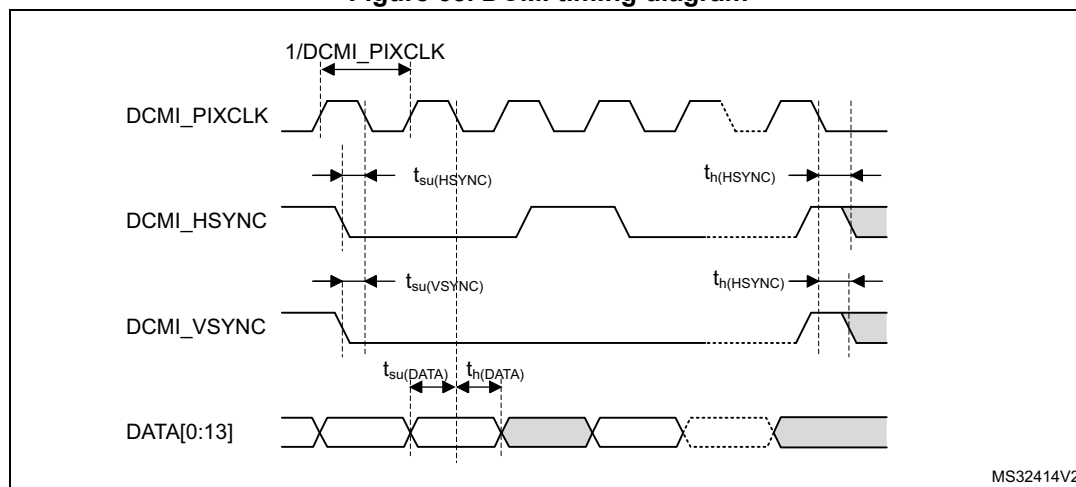 1/DCMI_PIXCLK
DCMI_PIXCLK
tsu(HSYNC)
th(HSYNC)
DCMI_HSYNC
tsu(VSYNC)
th(HSYNC)
DCMI_VSYNC
tsu(DATA) th(DATA)
DATA[0:13]
MS32414V2